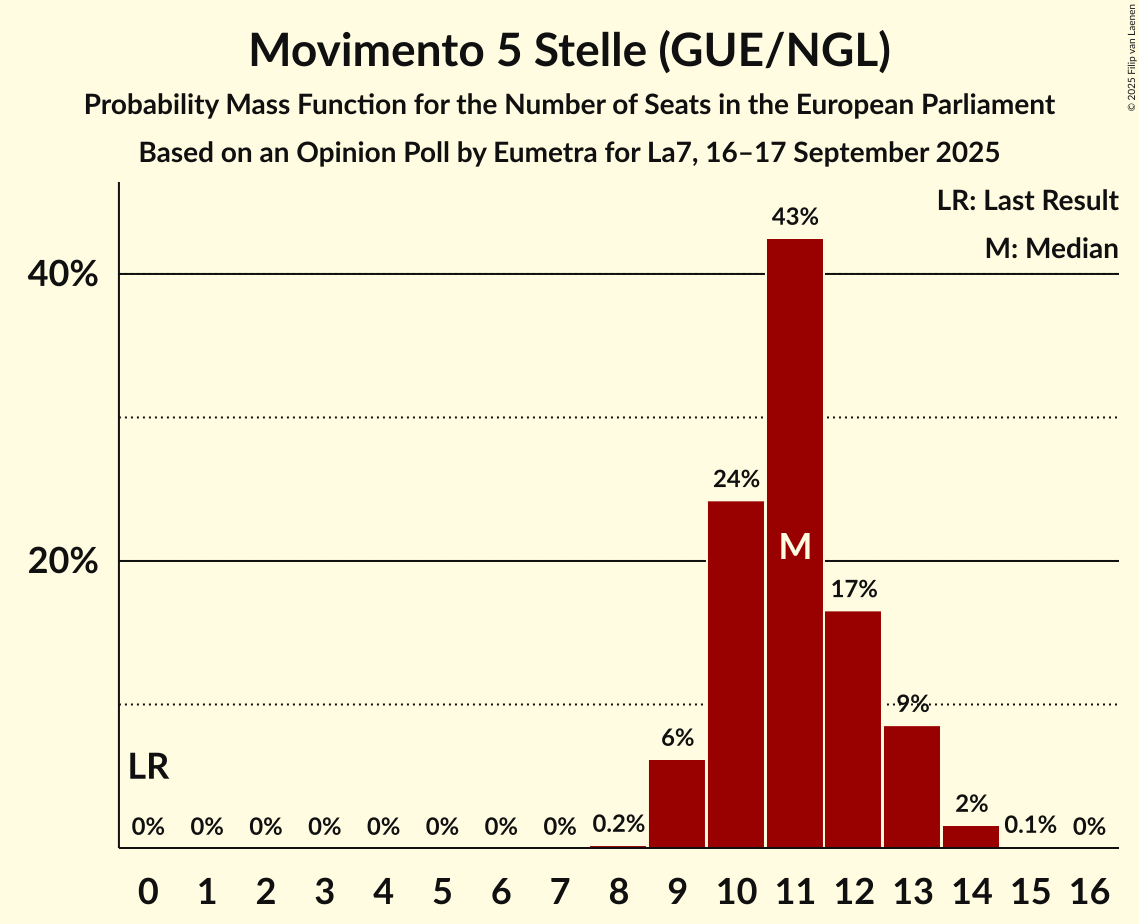 Movimento 5 Stelle (GUE/NGL)
Probability Mass Function for the Number of Seats in the European Parliament
Based on an Opinion Poll by Eumetra for La7, 16–17 September 2025
© 2025 Filip van Laenen
LR: Last Result
M: Median
43%
40%
24%
M
20%
17%
9%
6%
LR
2%
0% 0% 0% 0% 0% 0% 0% 0% 0.2% 0.1% 0%
0 1 2 3 4 5 6 7 8 9 10 11 12 13 14 15 16